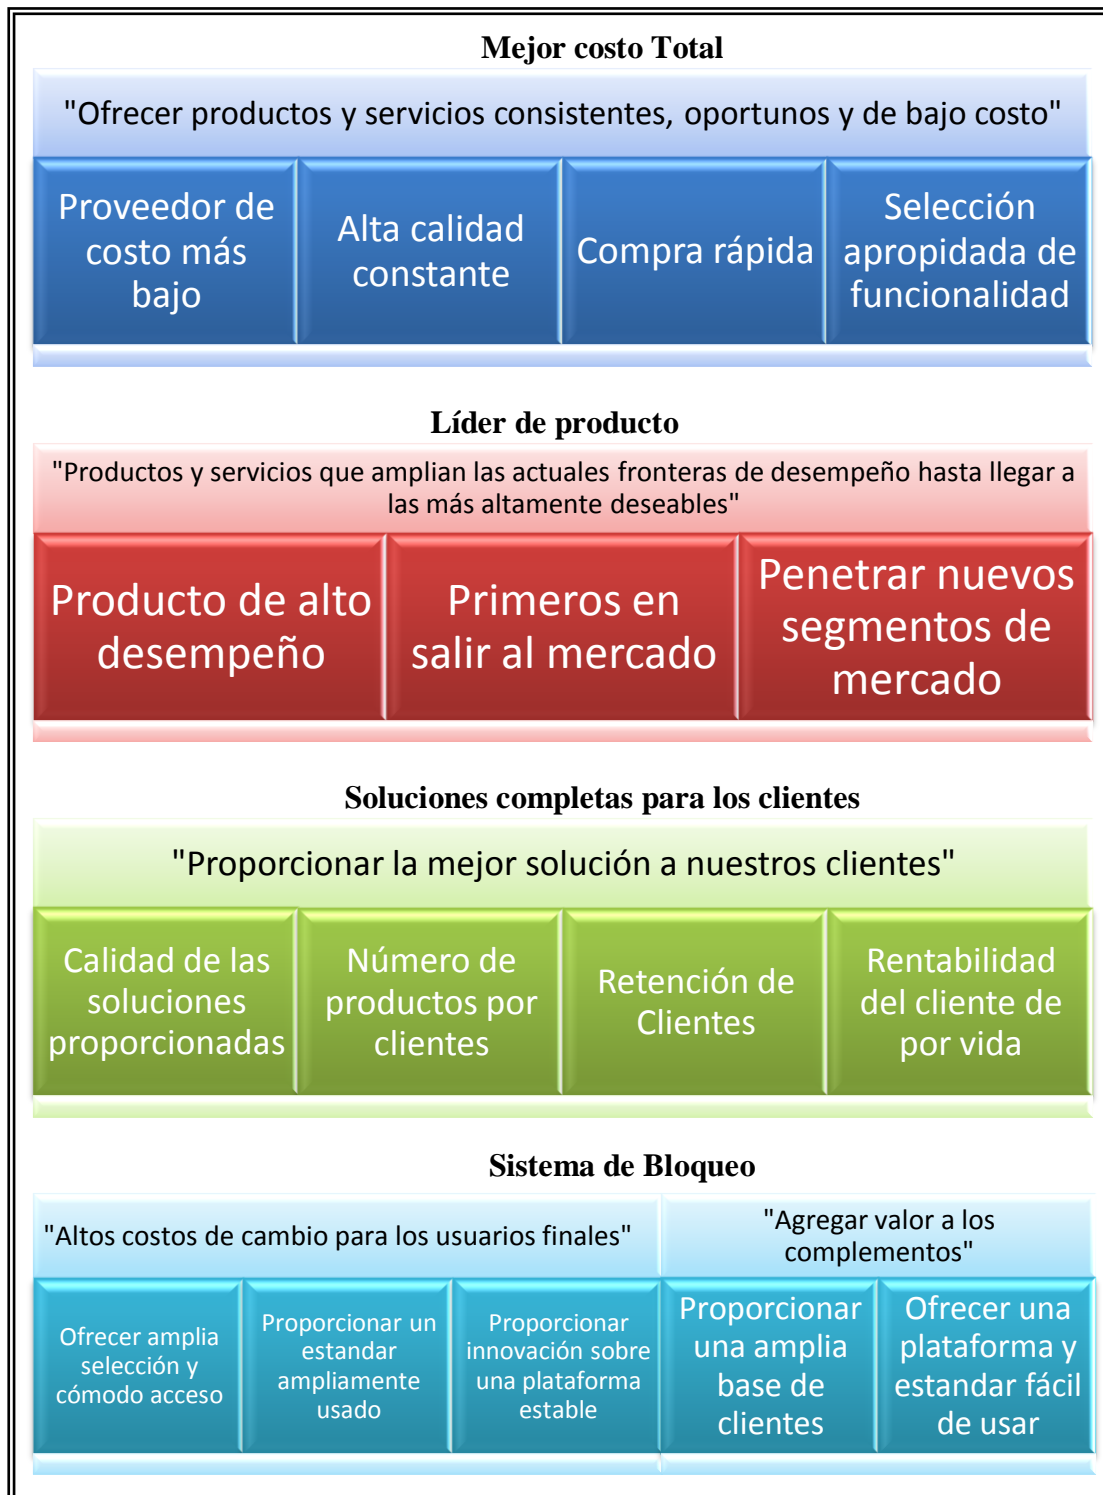 Mejor costo Total
"Ofrecer productos y servicios consistentes, oportunos y de bajo costo"
Proveedor de
costo más
bajo
Alta calidad
constante
Compra rápida
Selección
apropidada de
funcionalidad
Líder de producto
"Productos y servicios que amplian las actuales fronteras de desempeño hasta llegar a
las más altamente deseables"
Producto de alto
desempeño
Primeros en
salir al mercado
Penetrar nuevos
segmentos de
mercado
Soluciones completas para los clientes
"Proporcionar la mejor solución a nuestros clientes"
Calidad de las
soluciones
proporcionadas
Número de
productos por
clientes
Retención de
Clientes
Rentabilidad
del cliente de
por vida
Sistema de Bloqueo
"Altos costos de cambio para los usuarios finales"
"Agregar valor a los
complementos"
Ofrecer amplia
selección y
cómodo acceso
Proporcionar un
estandar
ampliamente
usado
Proporcionar
innovación sobre
una plataforma
estable
Proporcionar
una amplia
base de
clientes
Ofrecer una
plataforma y
estandar fácil
de usar